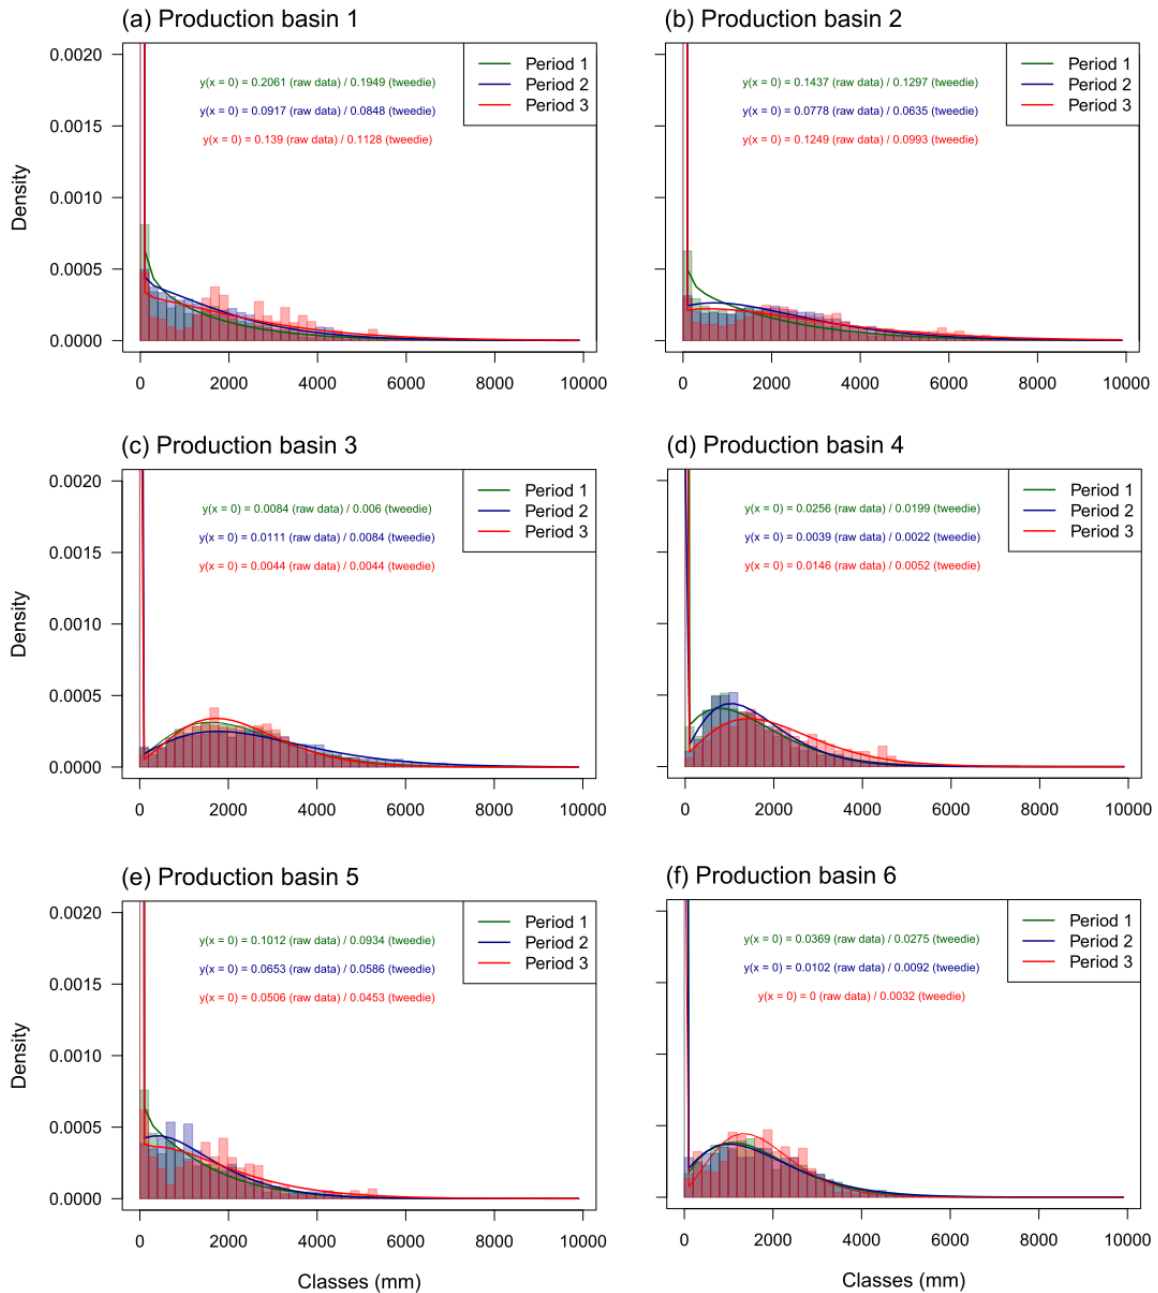 (a) Production basin 1
(b) Production basin 2
0.0020
0.0015
0.0010
0.0005
0.0000
Density
y(x = 0) = 0.2061 (raw data) / 0.1949 (tweedie)
y(x = 0) = 0.0917 (raw data) / 0.0848 (tweedie)
y(x = 0) = 0.139 (raw data) / 0.1128 (tweedie)
Period 1
Period 2
Period 3
0 2000 4000 6000 8000 10000
0.0020
0.0015
0.0010
0.0005
0.0000
y(x = 0) = 0.1437 (raw data) / 0.1297 (tweedie)
y(x = 0) = 0.0778 (raw data) / 0.0635 (tweedie)
y(x = 0) = 0.1249 (raw data) / 0.0993 (tweedie)
Period 1
Period 2
Period 3
0 2000 4000 6000 8000 10000
(c) Production basin 3
(d) Production basin 4
0.0020
0.0015
0.0010
0.0005
0.0000
Density
y(x = 0) = 0.0084 (raw data) / 0.006 (tweedie)
y(x = 0) = 0.0111 (raw data) / 0.0084 (tweedie)
y(x = 0) = 0.0044 (raw data) / 0.0044 (tweedie)
Period 1
Period 2
Period 3
0 2000 4000 6000 8000 10000
y(x = 0) = 0.0256 (raw data) / 0.0199 (tweedie)
y(x = 0) = 0.0039 (raw data) / 0.0022 (tweedie)
y(x = 0) = 0.0146 (raw data) / 0.0052 (tweedie)
Period 1
Period 2
Period 3
0 2000 4000 6000 8000 10000
(e) Production basin 5
(f) Production basin 6
0.0020
0.0015
0.0010
0.0005
0.0000
Density
y(x = 0) = 0.1012 (raw data) / 0.0934 (tweedie)
y(x = 0) = 0.0653 (raw data) / 0.0586 (tweedie)
y(x = 0) = 0.0506 (raw data) / 0.0453 (tweedie)
Period 1
Period 2
Period 3
0 2000 4000 6000 8000 10000
Classes (mm)
y(x = 0) = 0.0369 (raw data) / 0.0275 (tweedie)
y(x = 0) = 0.0102 (raw data) / 0.0092 (tweedie)
y(x = 0) = 0 (raw data) / 0.0032 (tweedie)
Period 1
Period 2
Period 3
0 2000 4000 6000 8000 10000
Classes (mm)